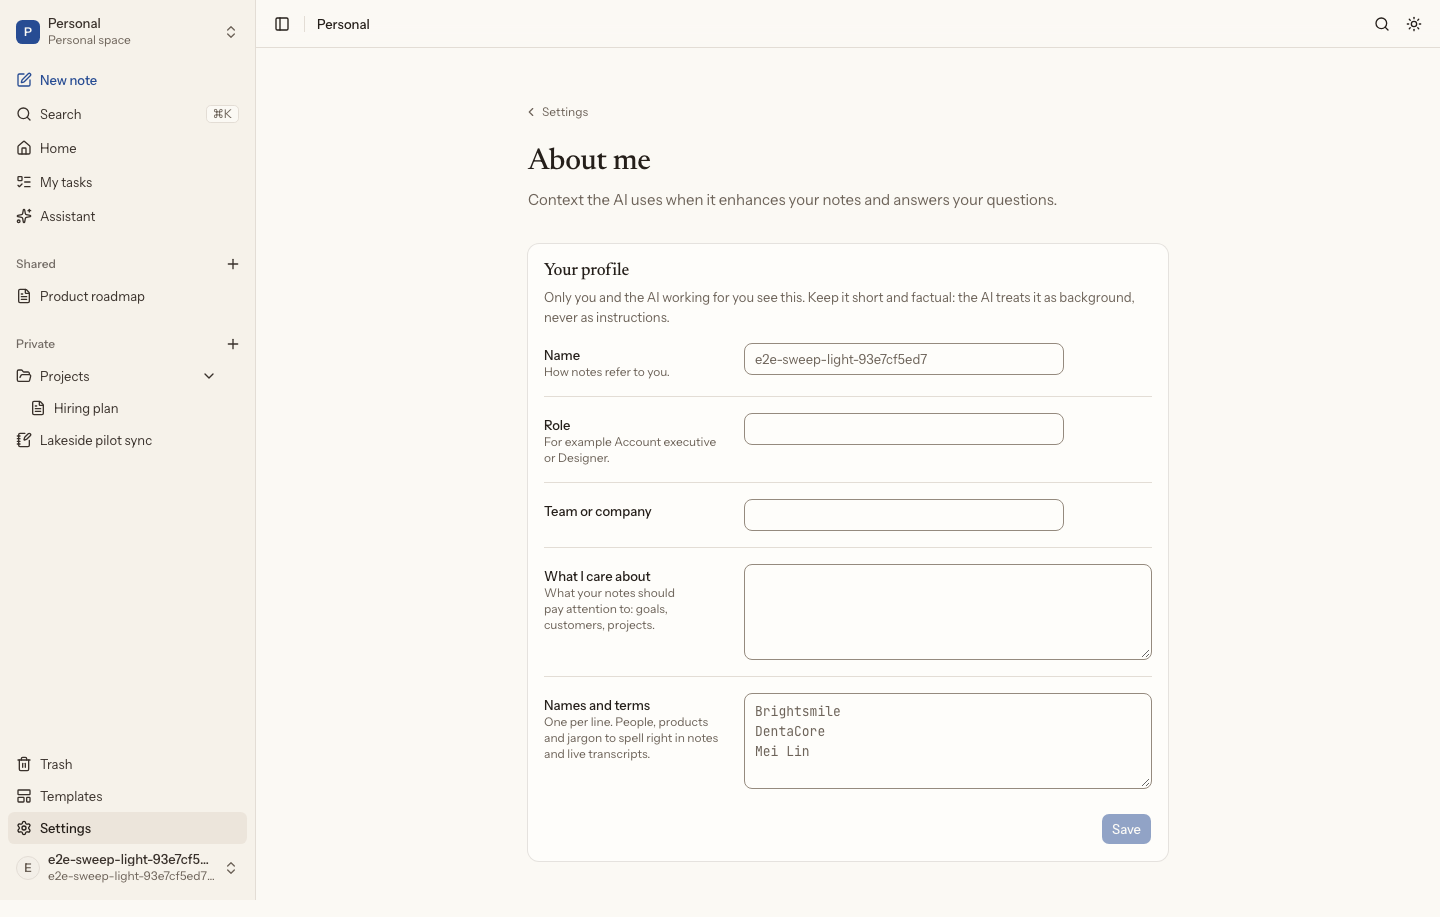 P
Personal
Personal space
New note
Search
⌘K
Home
My tasks
Assistant
Shared
Product roadmap
Private
Projects
Hiring plan
Lakeside pilot sync
Trash
Templates
Settings
E
e2e-sweep-light-93e7cf5...
e2e-sweep-light-93e7cf5ed7...
Personal
Settings
About me
Context the AI uses when it enhances your notes and answers your questions.
Your profile
Only you and the AI working for you see this. Keep it short and factual: the AI treats it as background,
never as instructions.
Name
How notes refer to you.
e2e-sweep-light-93e7cf5ed7
Role
For example Account executive
or Designer.
Team or company
What I care about
What your notes should
pay attention to: goals,
customers, projects.
Names and terms
One per line. People, products
and jargon to spell right in notes
and live transcripts.
Brightsmile
DentaCore
Mei Lin
Save